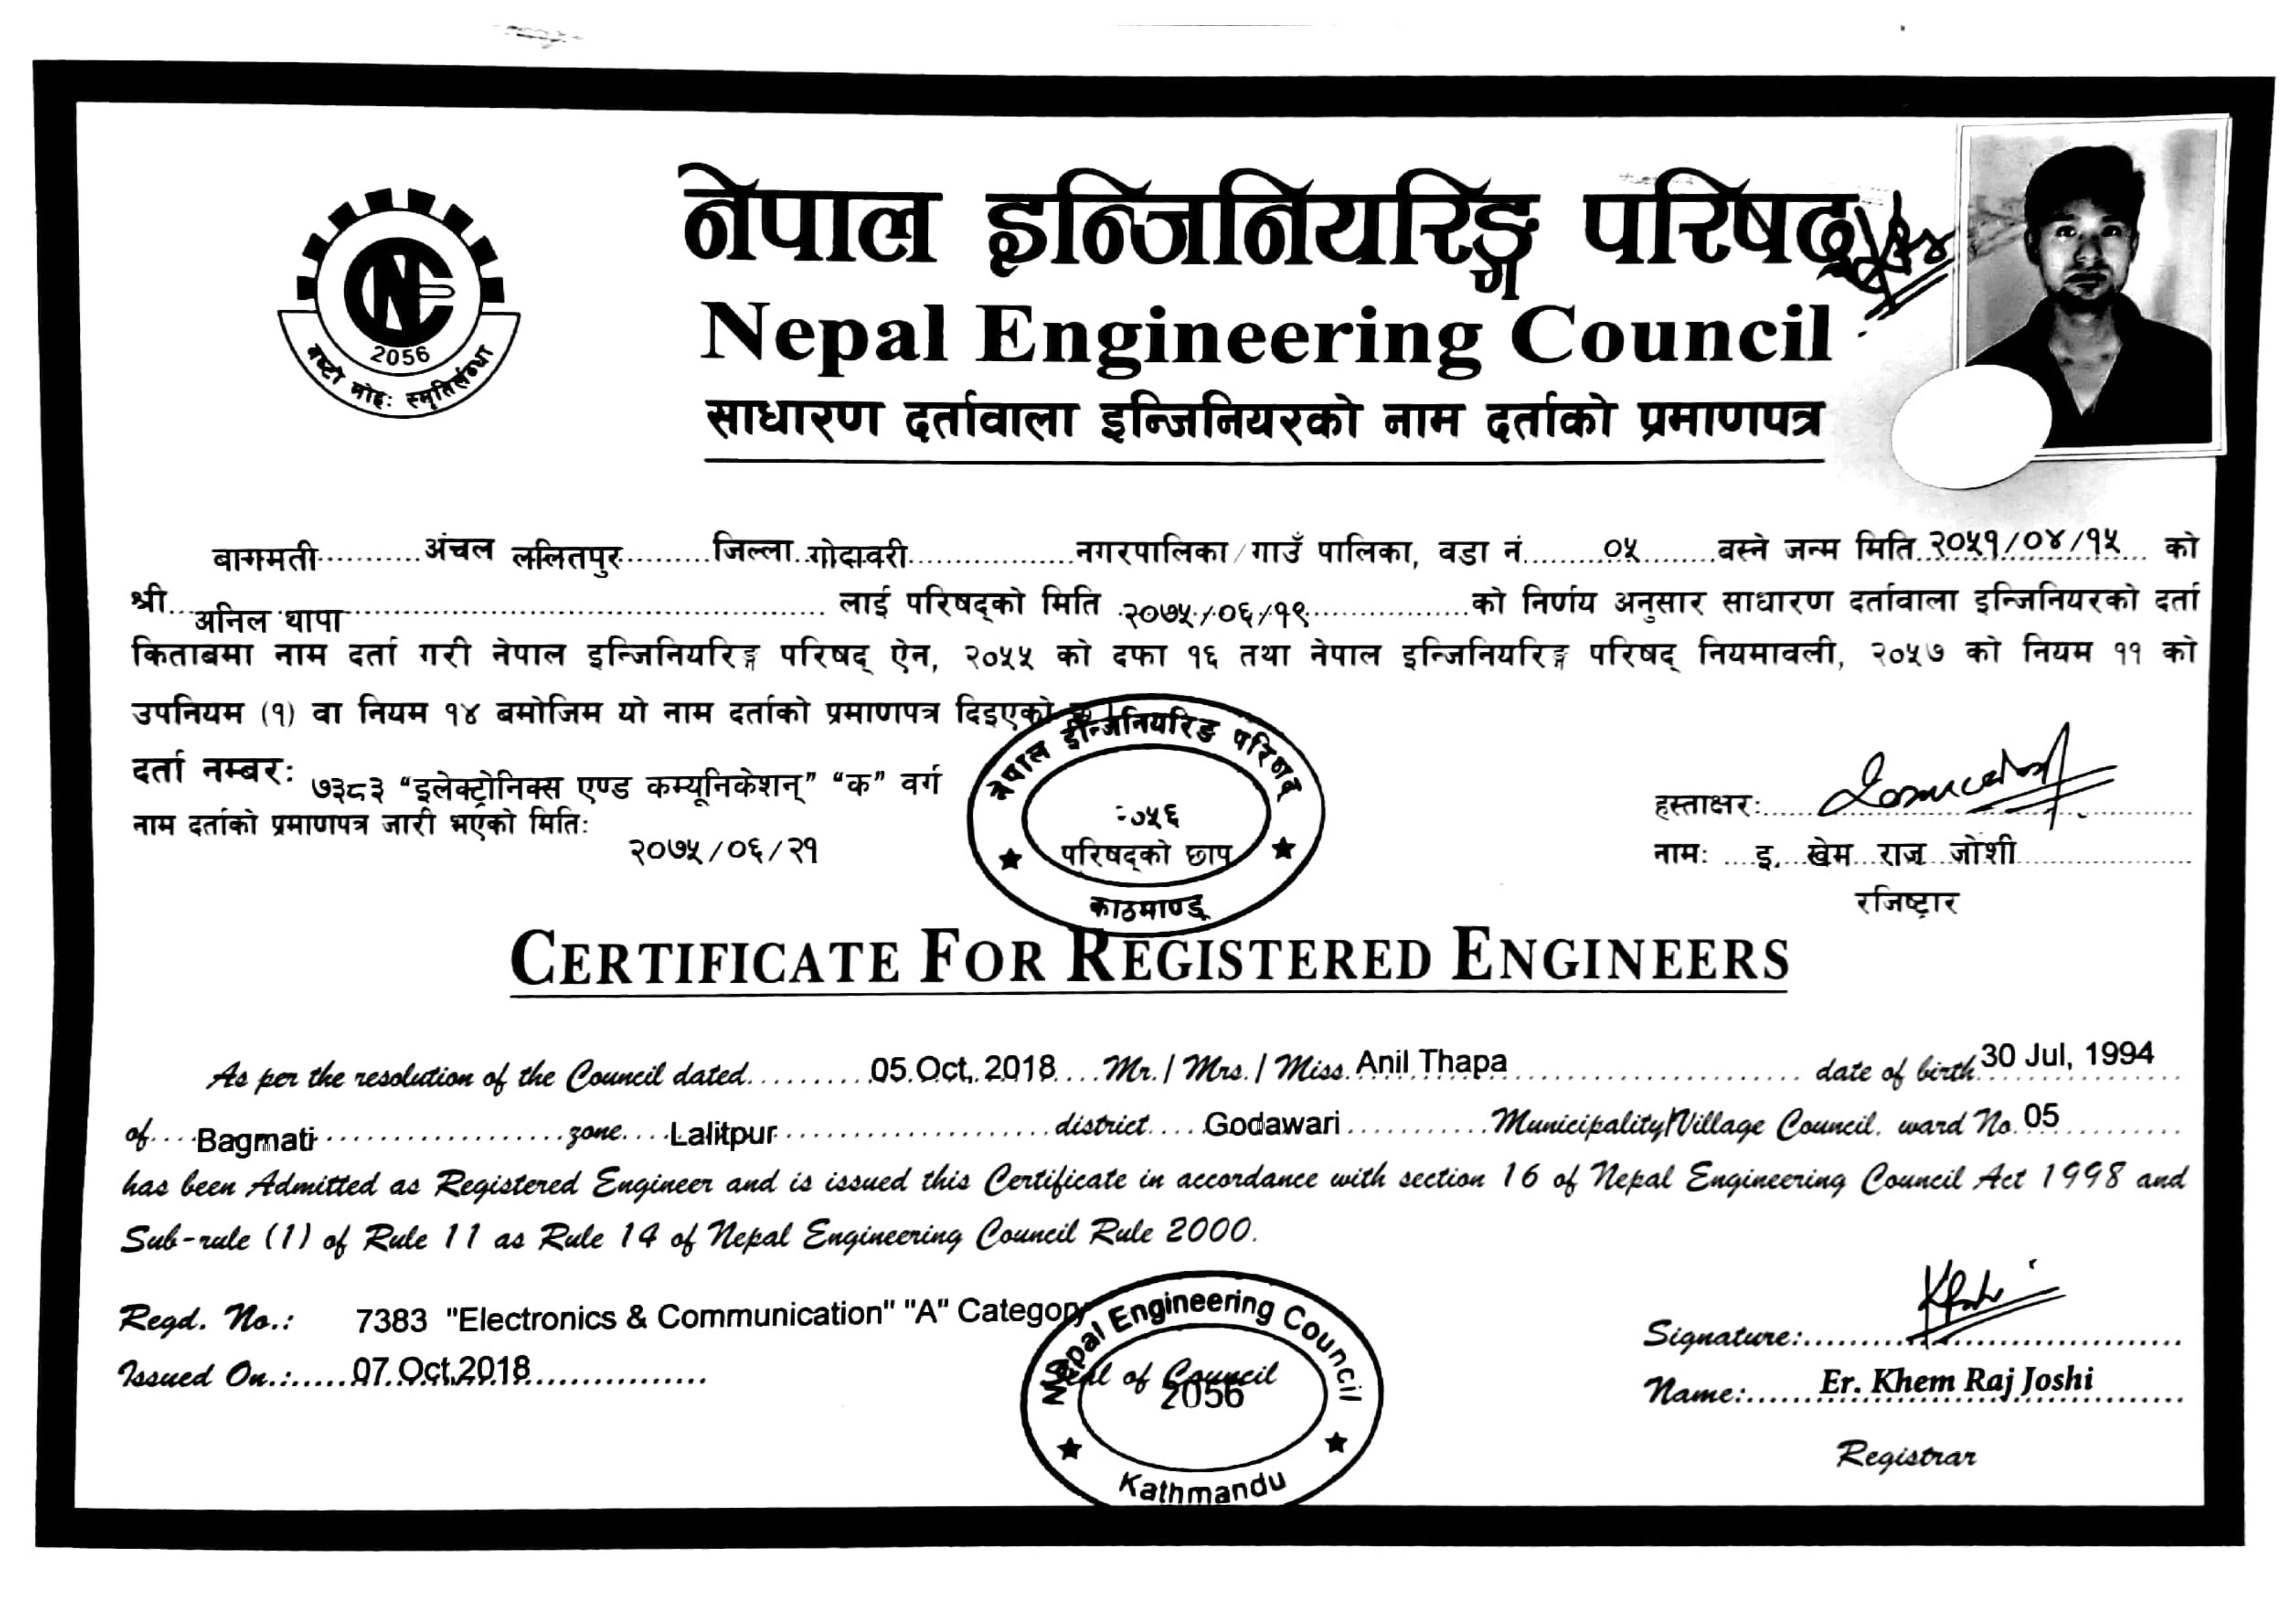 नेपाल इन्जिनियरिङ्ग परिषद्
Nepal Engineering Council
साधारण दर्तावाला इन्जिनियरको नाम दर्ताको प्रमाणपत्र
2056
नष्टो मोहः स्मृतिर्लब्धा
बागमती..........अंचल ललितपुर..........जिल्ला..गोदावरी....................नगरपालिका/गाउँ पालिका, वडा नं..........०५..........बस्ने जन्म मिति २०५१/०४/१५ को
श्री... अनिल थापा.................................... लाई परिषद्को मिति .२०७५/०६/१९..................को निर्णय अनुसार साधारण दर्तावाला इन्जिनियरको दर्ता
किताबमा नाम दर्ता गरी नेपाल इन्जिनियरिङ्ग परिषद् ऐन, २०५५ को दफा १६ तथा नेपाल इन्जिनियरिङ्ग परिषद् नियमावली, २०५७ को नियम ११ को
उपनियम (१) वा नियम १४ बमोजिम यो नाम दर्ताको प्रमाणपत्र दिइएको छ।
दर्ता नम्बरः ७३८३ “इलेक्ट्रोनिक्स एण्ड कम्यूनिकेशन्” “क” वर्ग
नाम दर्ताको प्रमाणपत्र जारी भएको मितिः २०७५/०६/२१
नेपाल ईन्जिनियरिङ परिषद्
२०५६
परिषद्को छाप
काठमाण्डू
हस्ताक्षरः
नामः ....इ. खेम राज जोशी
रजिष्ट्रार
CERTIFICATE FOR REGISTERED ENGINEERS
As per the resolution of the Council dated..........05.Oct,.2018....Mr./Mrs./Miss.Anil Thapa.............................. date of birth 30 Jul, 1994
of....Bagmati....................zone....Lalitpur......................district....Godawari...........Municipality/Village Council, ward No. 05..........
has been Admitted as Registered Engineer and is issued this Certificate in accordance with section 16 of Nepal Engineering Council Act 1998 and
Sub-rule (1) of Rule 11 as Rule 14 of Nepal Engineering Council Rule 2000.
Regd. No.: 7383 "Electronics & Communication" "A" Category
Issued On.:.....07.Oct,2018................
Nepal Engineering Council
Seal of Council
2056
Kathmandu
Signature:
Name:......Er. Khem Raj Joshi
Registrar